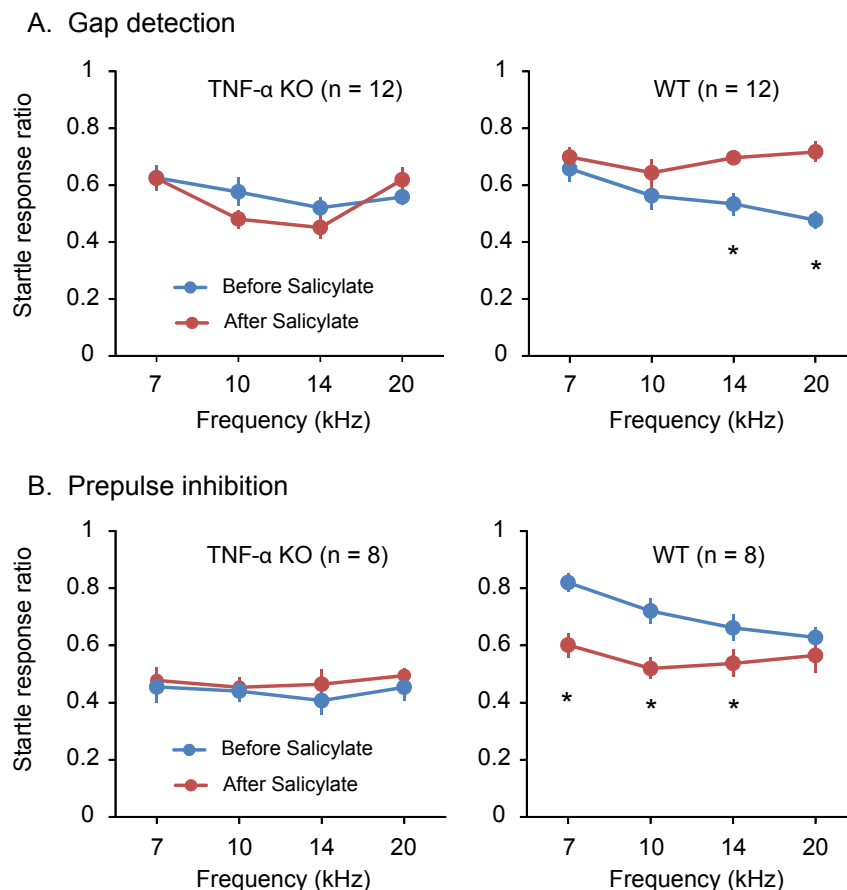 A. Gap detection
TNF-α KO (n = 12)
WT (n = 12)
Startle response ratio
1
0.8
0.6
0.4
0.2
0
Before Salicylate
After Salicylate
*
*
7 10 14 20
7 10 14 20
Frequency (kHz)
Frequency (kHz)
B. Prepulse inhibition
TNF-α KO (n = 8)
WT (n = 8)
Startle response ratio
1
0.8
0.6
0.4
0.2
0
Before Salicylate
After Salicylate
1
0.8
0.6
0.4
0.2
0
1
0.8
0.6
0.4
0.2
0
*
*
*
7 10 14 20
7 10 14 20
Frequency (kHz)
Frequency (kHz)